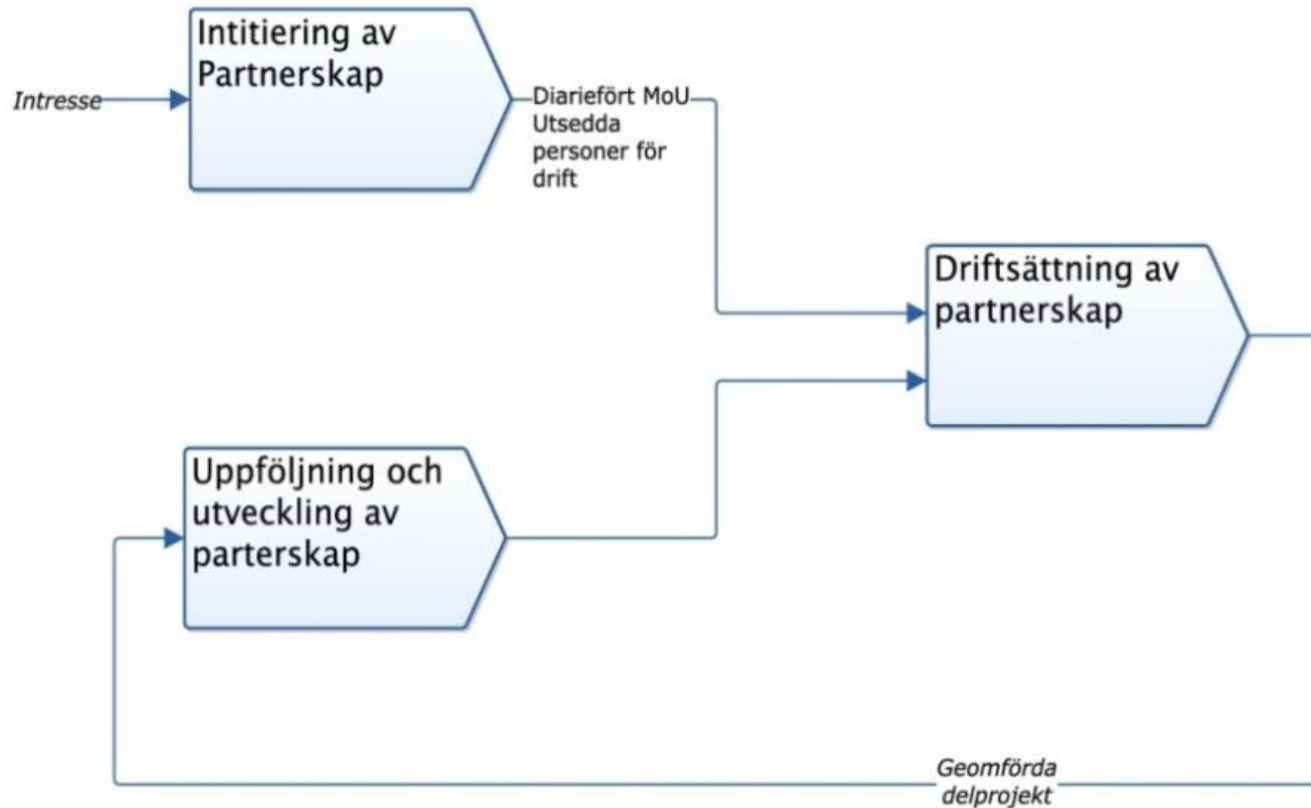 Intitiering av
Partnerskap
Intresse
Diariefört MoU
Utsedda
personer för
drift
Driftsättning av
partnerskap
Uppföljning och
utveckling av
parterskap
Geomförda
delprojekt